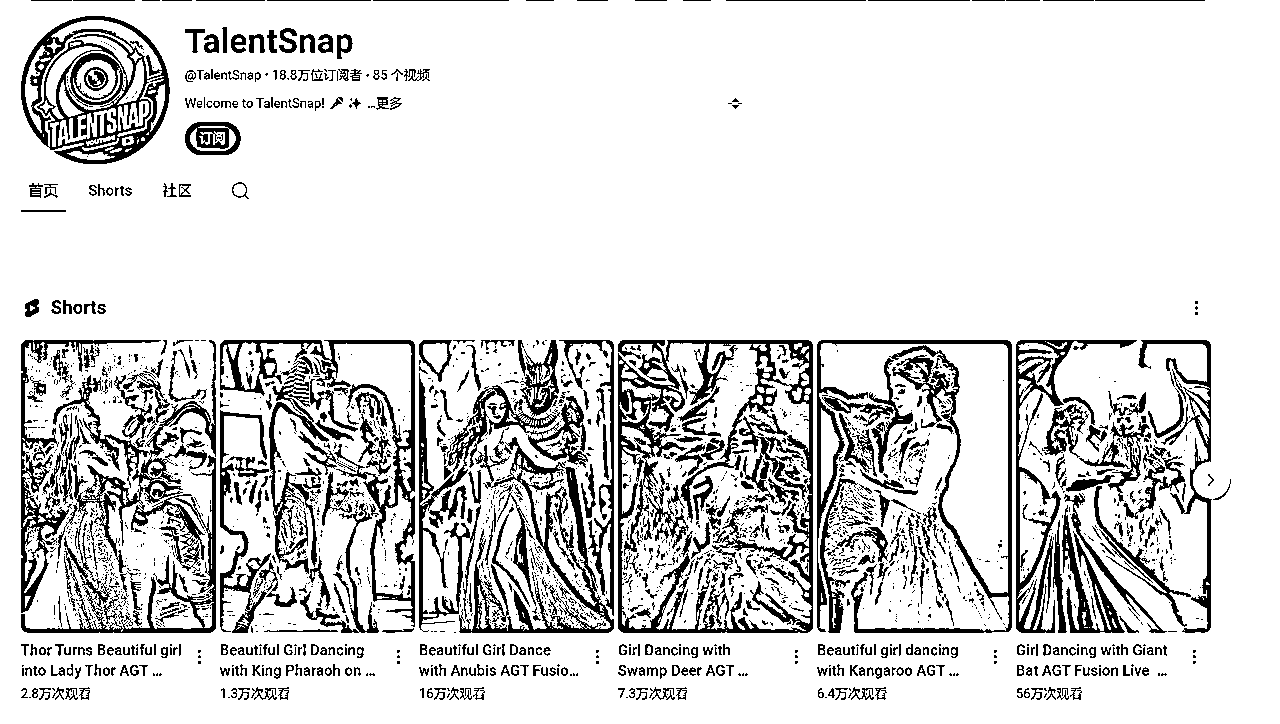 TalentSnap
@TalentSnap · 18.8万位订阅者 · 85 个视频
Welcome to TalentSnap! 🎤 ✨ ...更多
订阅
首页 Shorts 社区
Shorts
TALENTSNAP
YOUTUBE
Thor Turns Beautiful girl
into Lady Thor AGT ...
2.8万次观看
Beautiful Girl Dancing
with King Pharaoh on ...
1.3万次观看
Beautiful Girl Dance
with Anubis AGT Fusio...
16万次观看
Girl Dancing with
Swamp Deer AGT ...
7.3万次观看
Beautiful girl dancing
with Kangaroo AGT ...
6.4万次观看
Girl Dancing with Giant
Bat AGT Fusion Live ...
56万次观看